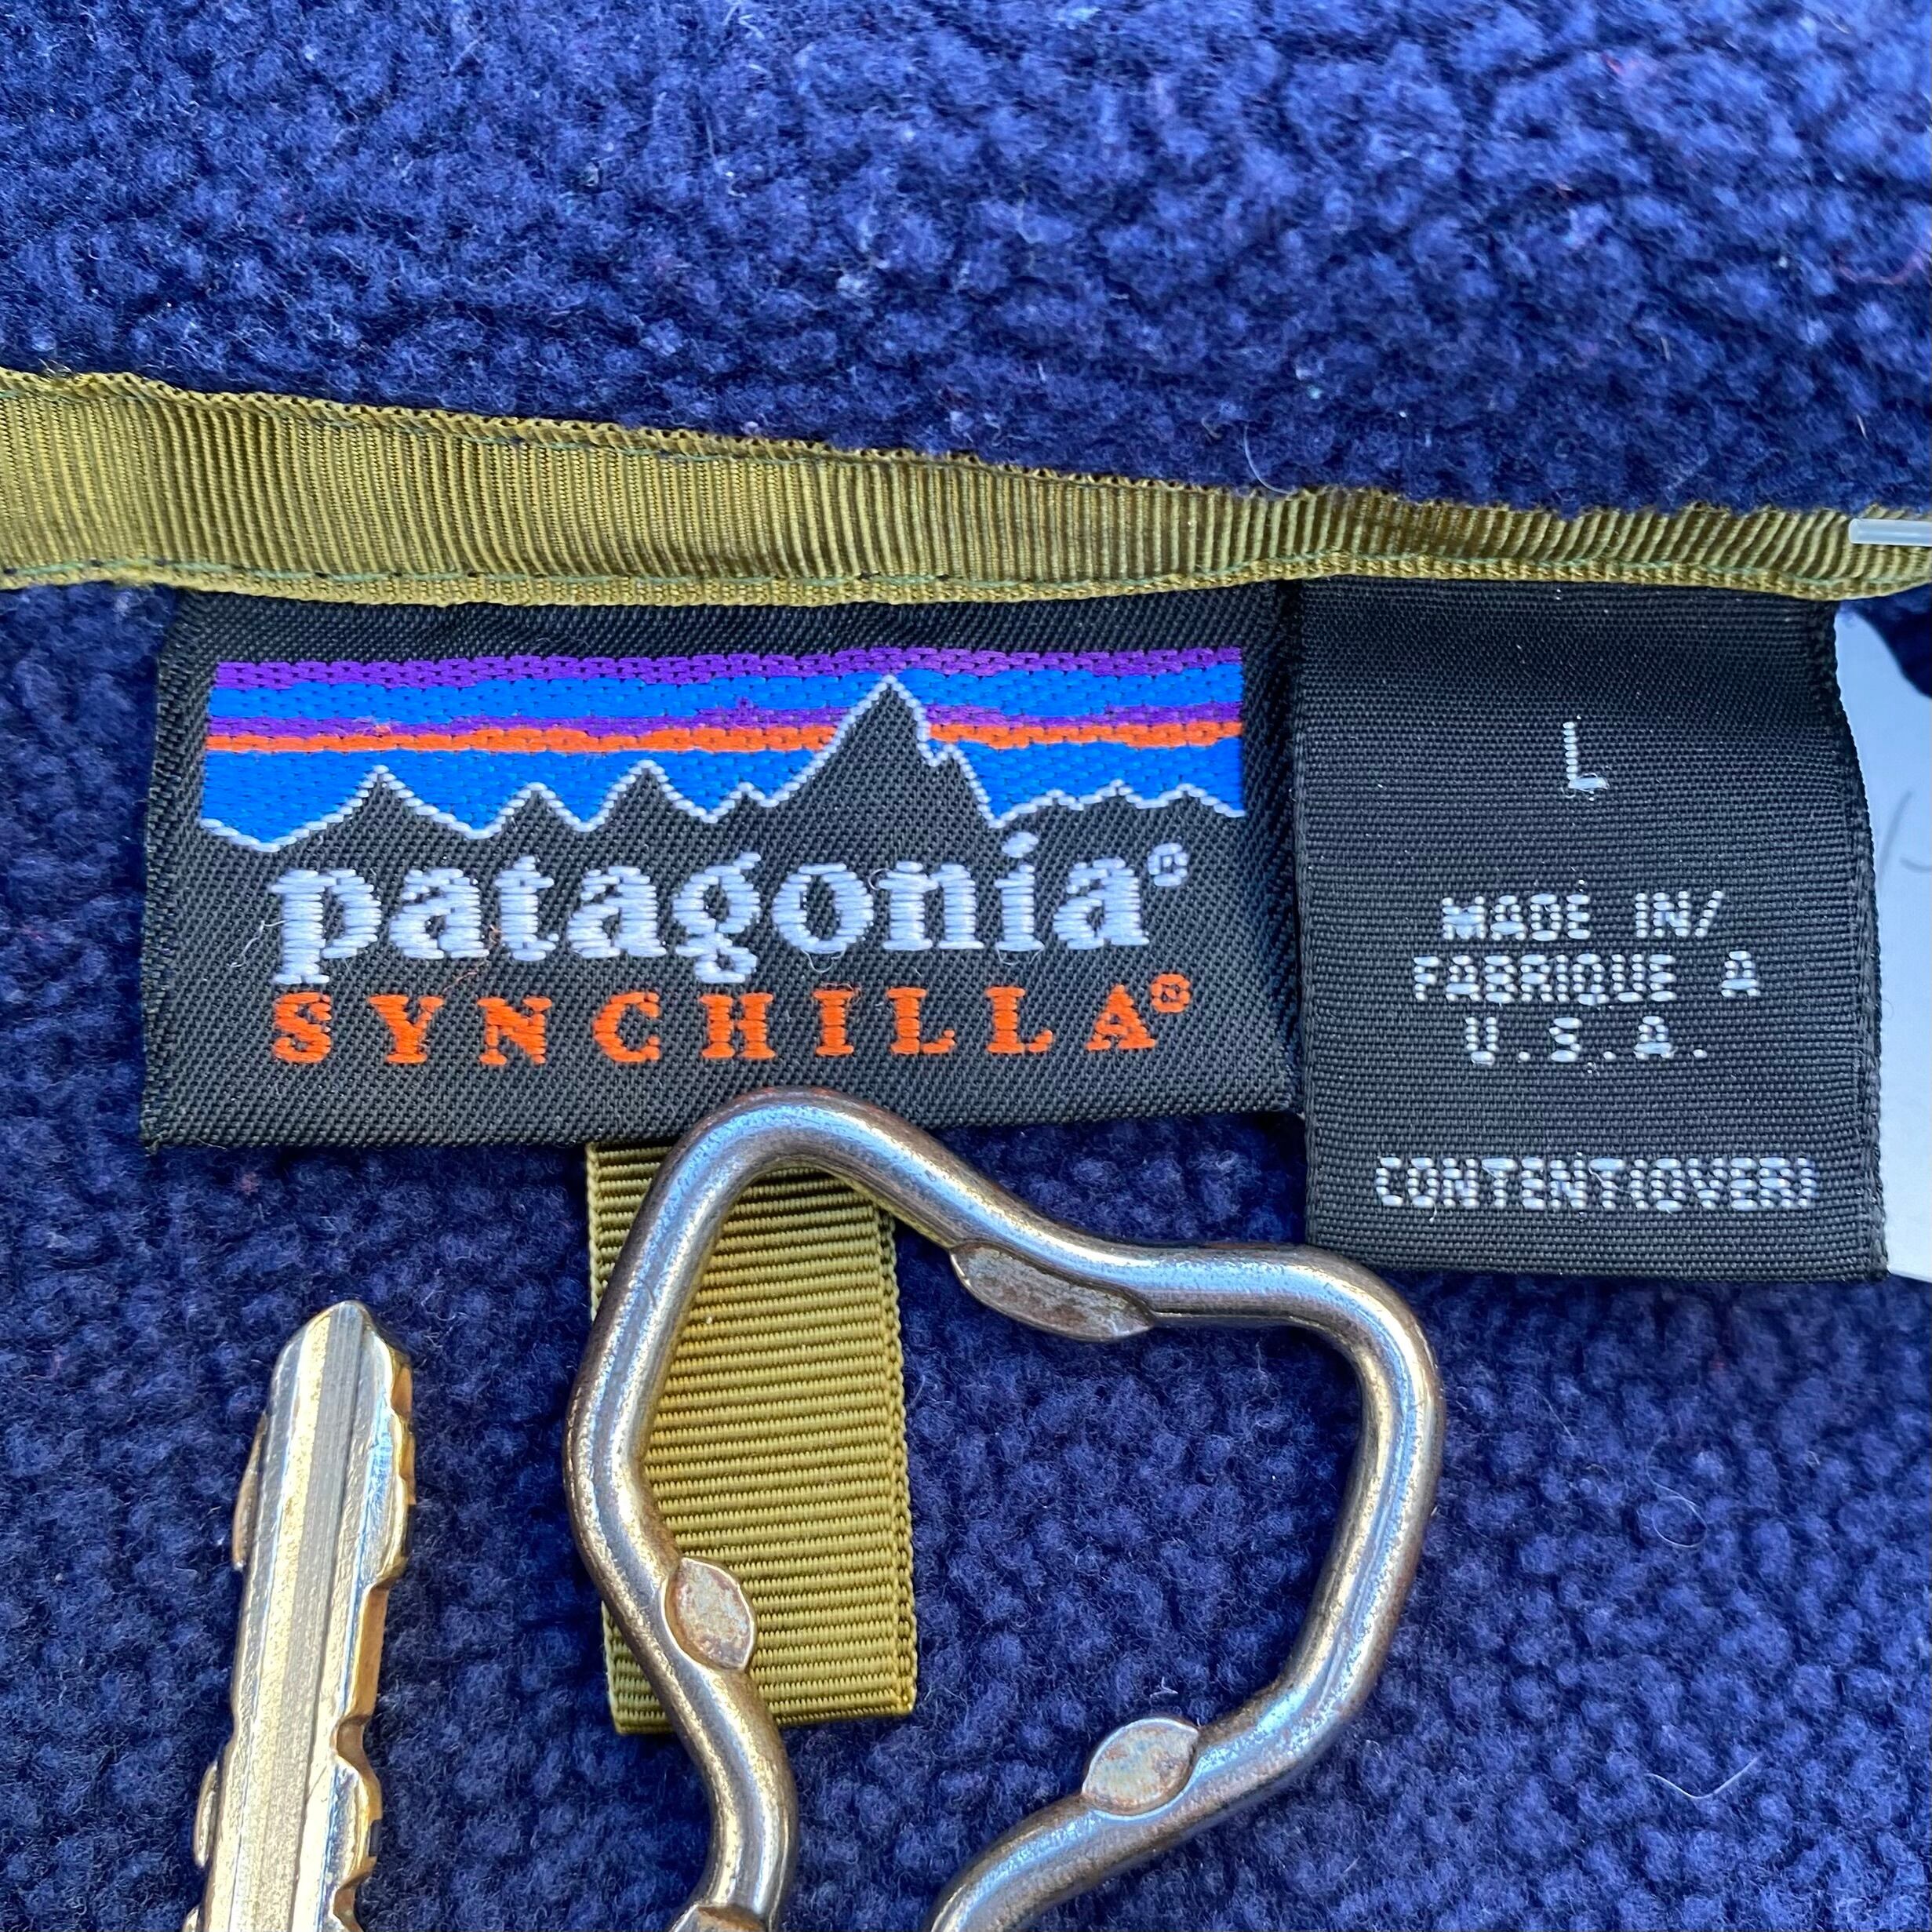 patagonia®
SYNCHILLA®
L
MADE IN/
FABRIQUE A
U.S.A.
CONTENT(OVER)